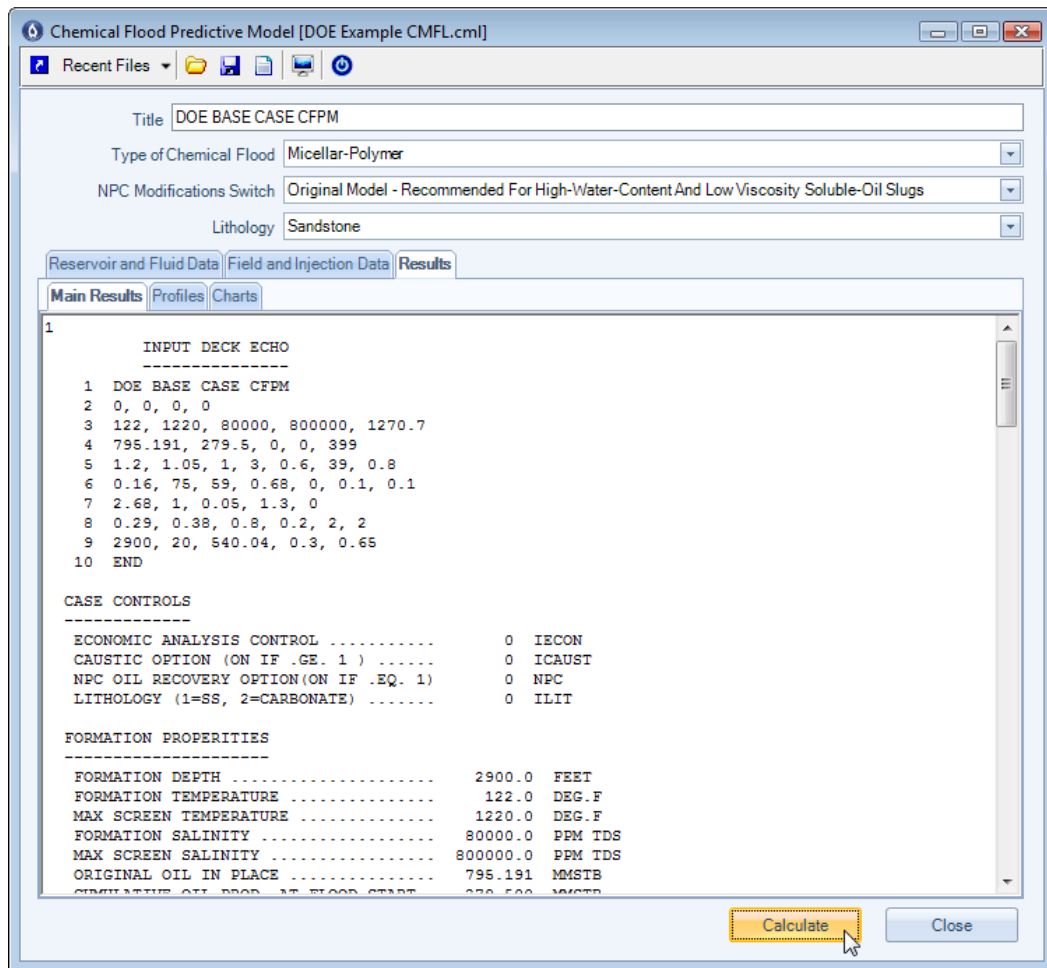 Chemical Flood Predictive Model [DOE Example CMFL.cml]
Recent Files
Title DOE BASE CASE CFPM
Type of Chemical Flood Micellar-Polymer
NPC Modifications Switch Original Model - Recommended For High-Water-Content And Low Viscosity Soluble-Oil Slugs
Lithology Sandstone
Reservoir and Fluid Data Field and Injection Data Results
Main Results Profiles Charts
1
INPUT DECK ECHO
---------------
1 DOE BASE CASE CFPM
2 0, 0, 0, 0
3 122, 1220, 80000, 800000, 1270.7
4 795.191, 279.5, 0, 0, 399
5 1.2, 1.05, 1, 3, 0.6, 39, 0.8
6 0.16, 75, 59, 0.68, 0, 0.1, 0.1
7 2.68, 1, 0.05, 1.3, 0
8 0.29, 0.38, 0.8, 0.2, 2, 2
9 2900, 20, 540.04, 0.3, 0.65
10 END
CASE CONTROLS
-------------
ECONOMIC ANALYSIS CONTROL ........... 0 IECON
CAUSTIC OPTION (ON IF .GE. 1 ) ...... 0 ICAUST
NPC OIL RECOVERY OPTION(ON IF .EQ. 1) 0 NPC
LITHOLOGY (1=SS, 2=CARBONATE) ....... 0 ILIT
FORMATION PROPERITIES
---------------------
FORMATION DEPTH ..................... 2900.0 FEET
FORMATION TEMPERATURE ............... 122.0 DEG.F
MAX SCREEN TEMPERATURE .............. 1220.0 DEG.F
FORMATION SALINITY .................. 80000.0 PPM TDS
MAX SCREEN SALINITY ................. 800000.0 PPM TDS
ORIGINAL OIL IN PLACE ............... 795.191 MMSTB
CUMULATIVE OIL PROD. AT FLOOD START 279.500 MMSTB
Calculate Close